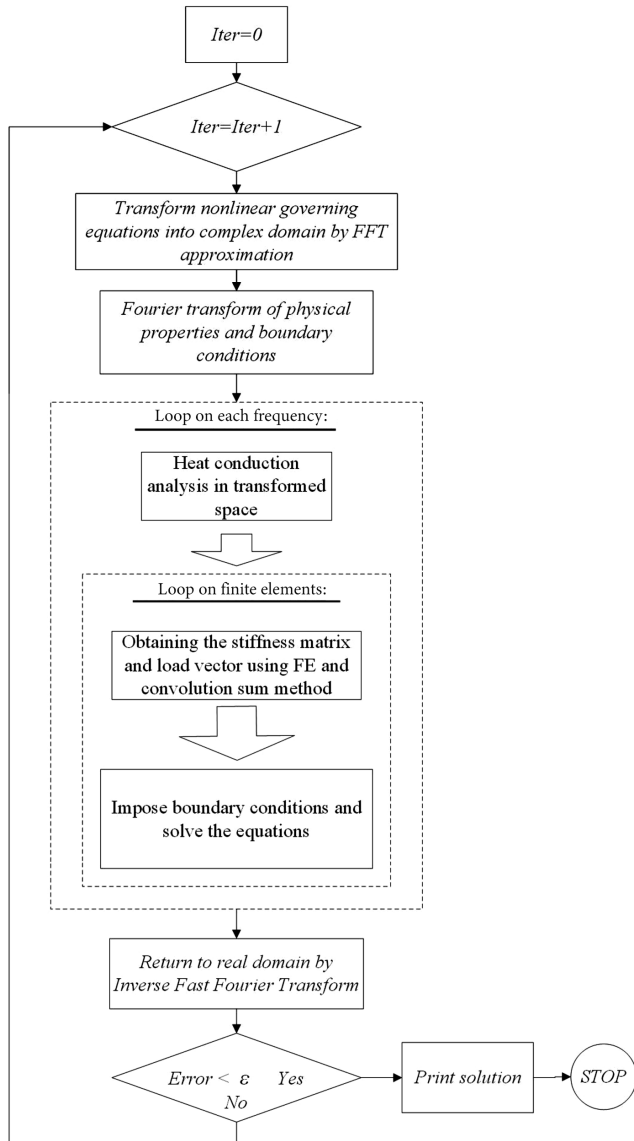 Iter=0
Iter=Iter+1
Transform nonlinear governing
equations into complex domain by FFT
approximation
Fourier transform of physical
properties and boundary
conditions
Loop on each frequency:
Heat conduction
analysis in transformed
space
Loop on finite elements:
Obtaining the stiffness matrix
and load vector using FE and
convolution sum method
Impose boundary conditions and
solve the equations
Return to real domain by
Inverse Fast Fourier Transform
Error < ε Yes
No
Print solution
STOP